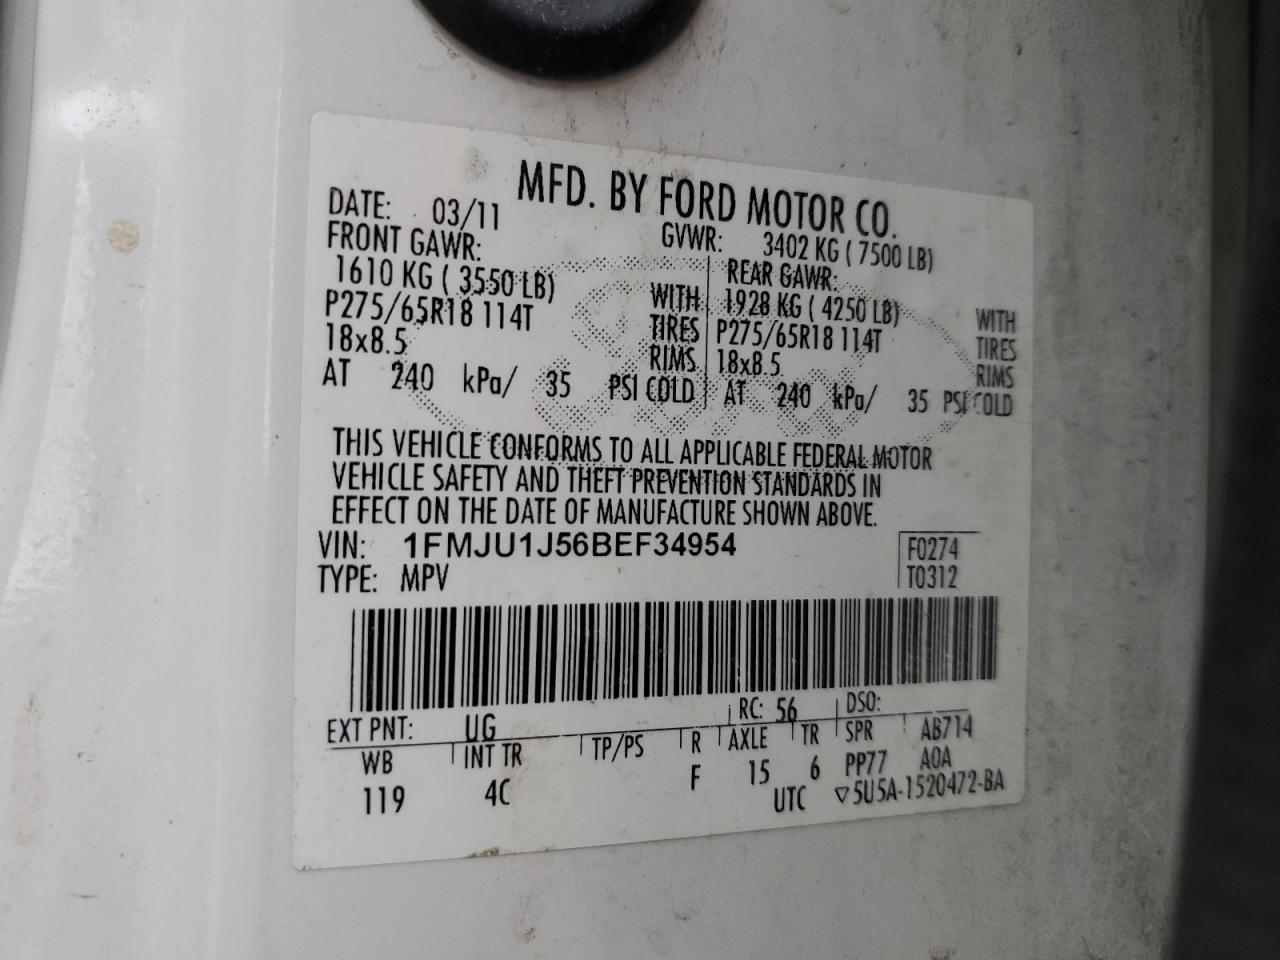 MFD. BY FORD MOTOR CO.
DATE: 03/11
GVWR: 3402 KG ( 7500 LB)
FRONT GAWR:
1610 KG ( 3550 LB)
P275/65R18 114T
18x8.5
AT 240 kPa/ 35 PSI COLD
WITH
TIRES
RIMS
REAR GAWR:
1928 KG ( 4250 LB)
P275/65R18 114T
18x8.5
AT 240 kPa/ 35 PSI COLD
WITH
TIRES
RIMS
THIS VEHICLE CONFORMS TO ALL APPLICABLE FEDERAL MOTOR
VEHICLE SAFETY AND THEFT PREVENTION STANDARDS IN
EFFECT ON THE DATE OF MANUFACTURE SHOWN ABOVE.
VIN: 1FMJU1J56BEF34954
TYPE: MPV
F0274
T0312
EXT PNT: UG RC: 56 DSO:
WB INT TR TP/PS R AXLE TR SPR AB714
119 4C F 15 6 PP77 A0A
UTC ▽5U5A-1520472-BA